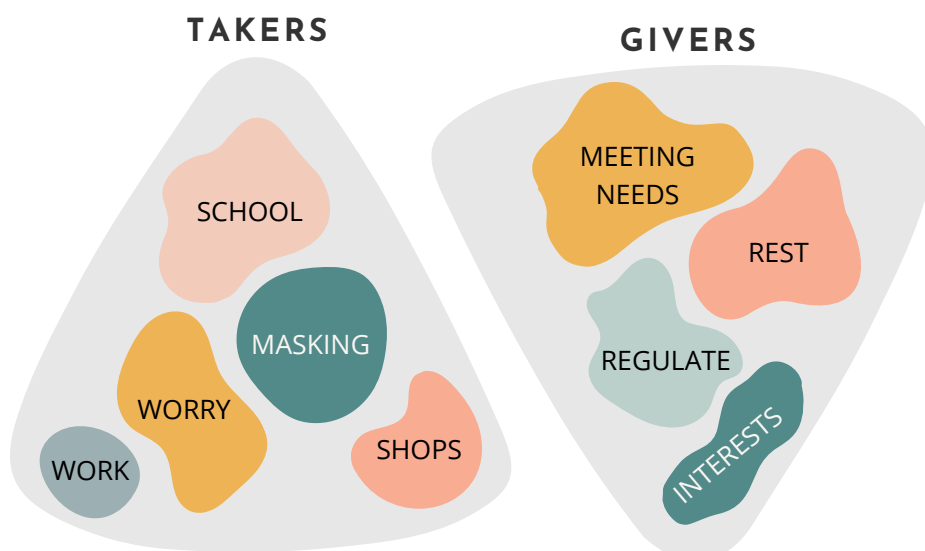 TAKERS
SCHOOL
MASKING
WORRY
WORK
SHOPS
GIVERS
MEETING
NEEDS
REST
REGULATE
INTERESTS